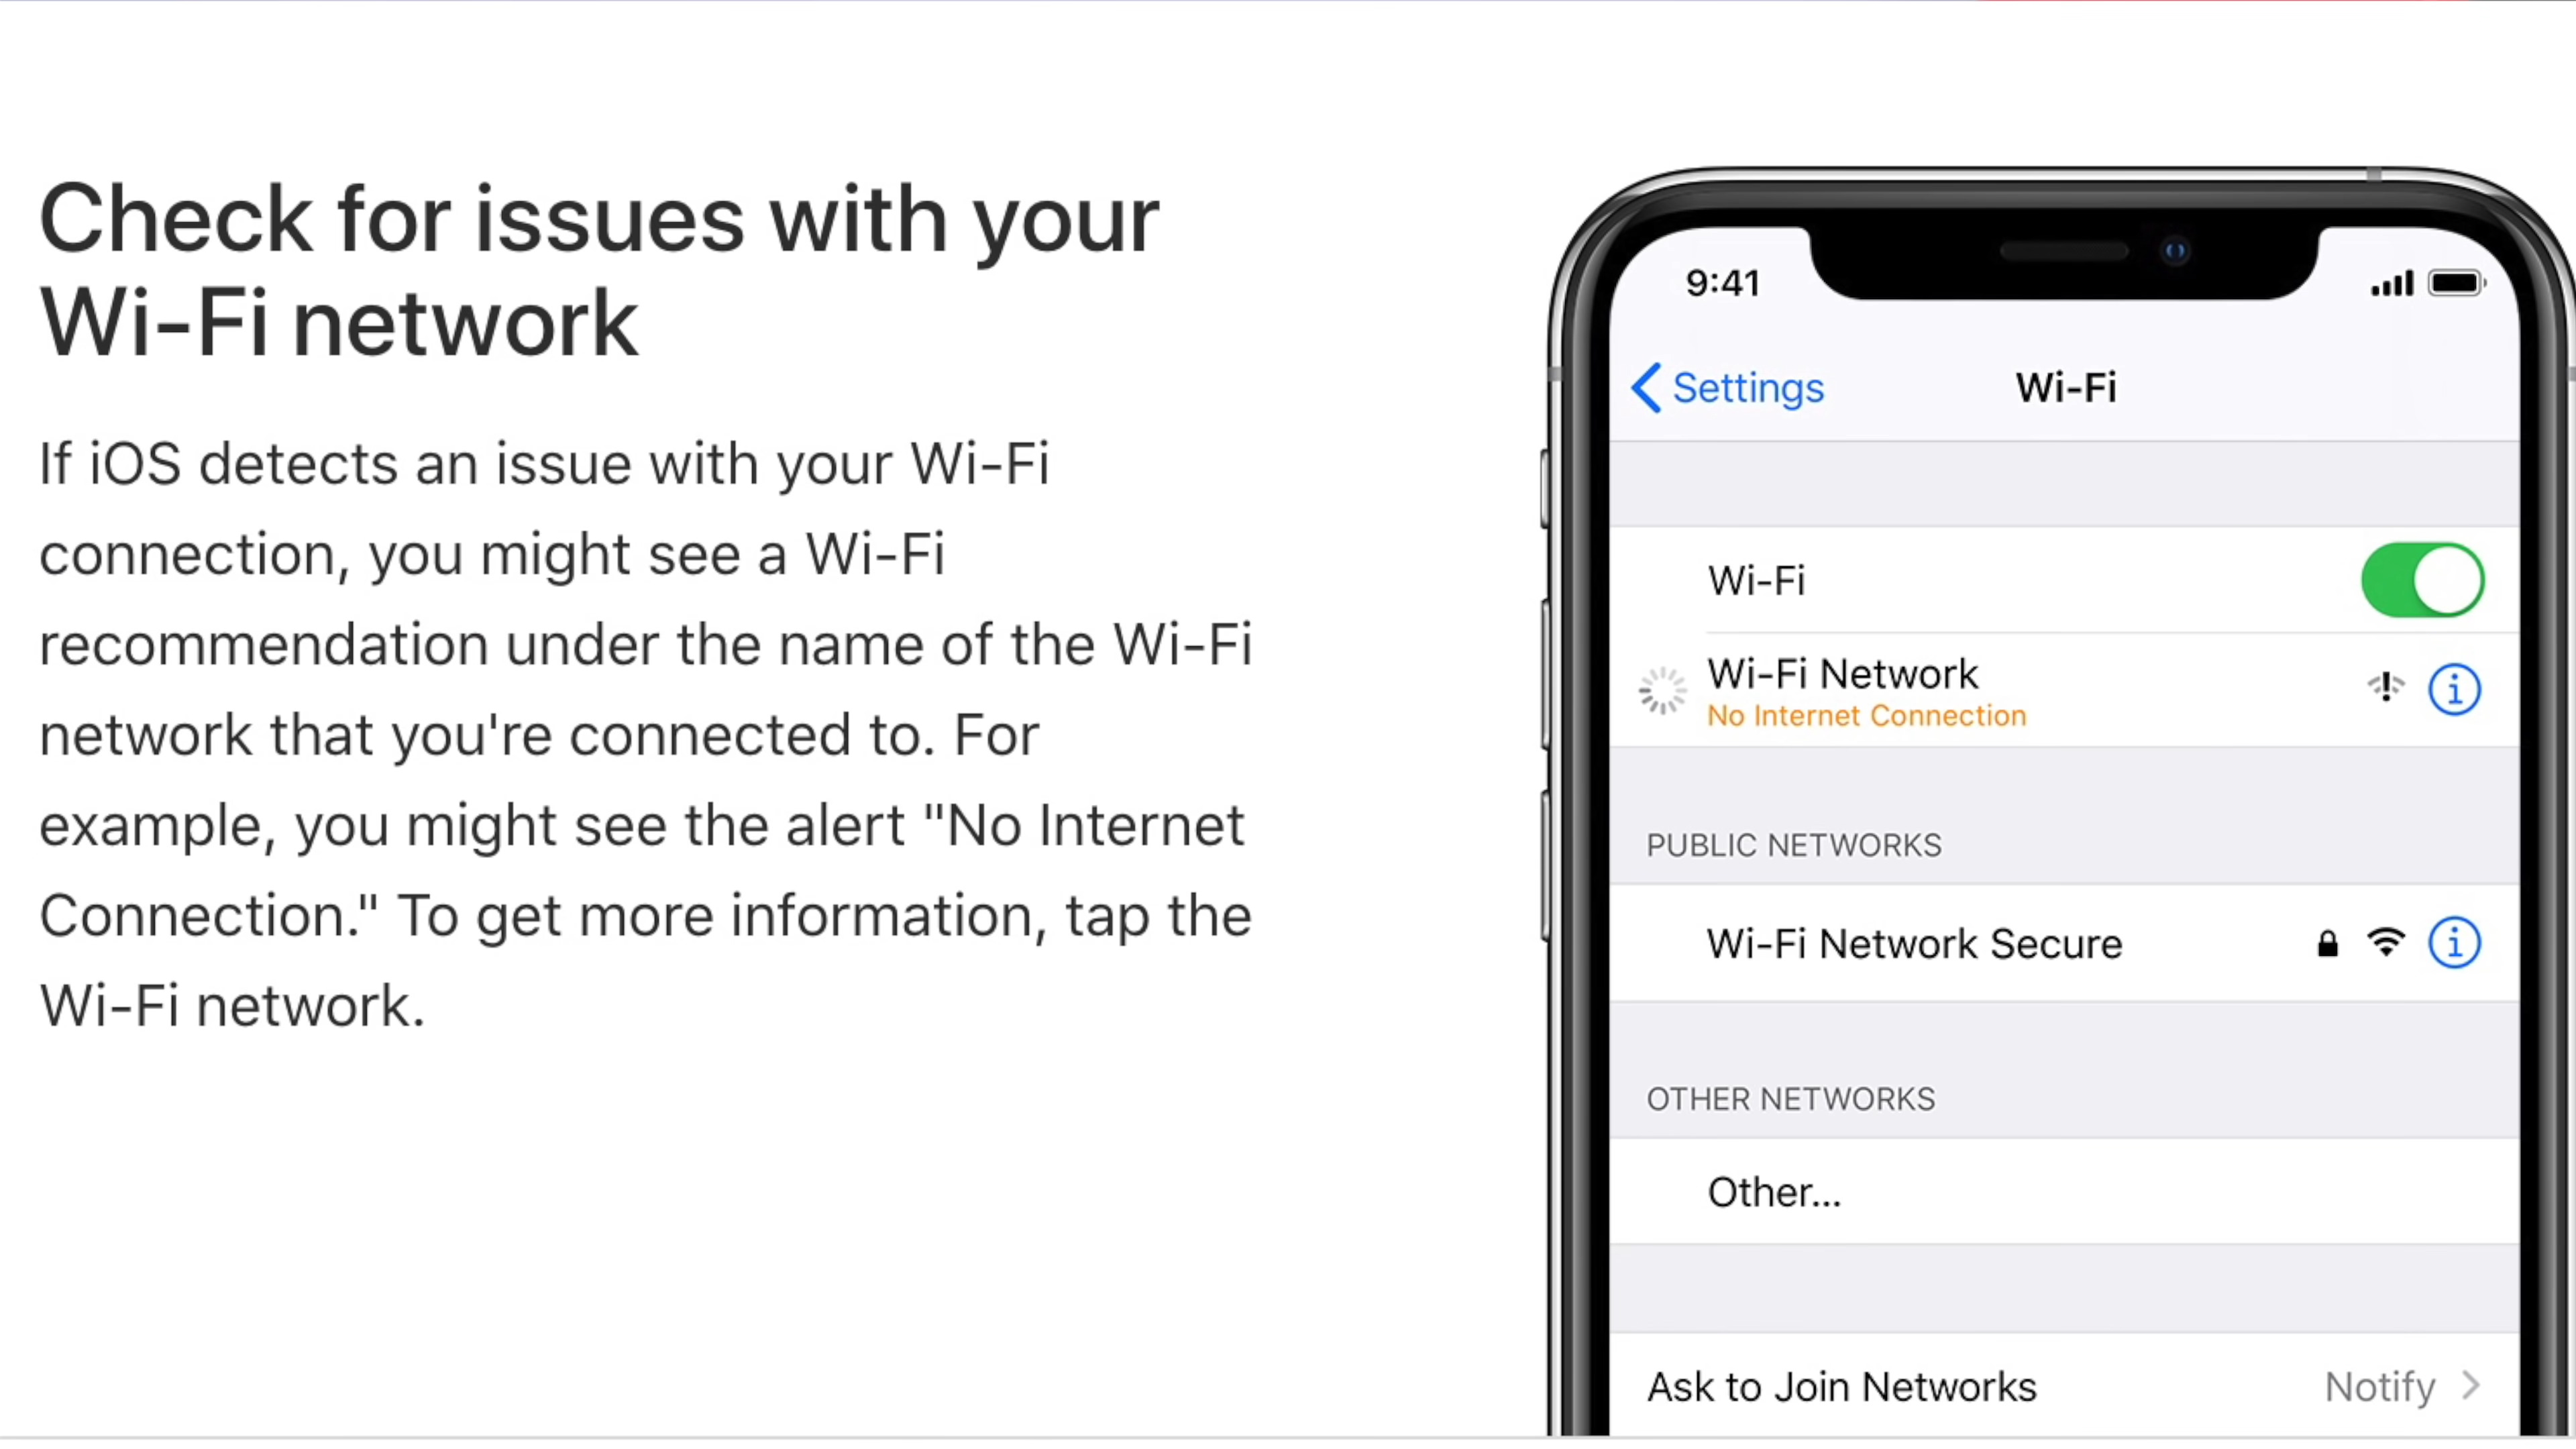 Check for issues with your
Wi-Fi network
If iOS detects an issue with your Wi-Fi
connection, you might see a Wi-Fi
recommendation under the name of the Wi-Fi
network that you're connected to. For
example, you might see the alert "No Internet
Connection." To get more information, tap the
Wi-Fi network.
9:41
Settings
Wi-Fi
Wi-Fi
Wi-Fi Network
No Internet Connection
PUBLIC NETWORKS
Wi-Fi Network Secure
OTHER NETWORKS
Other...
Ask to Join Networks
Notify